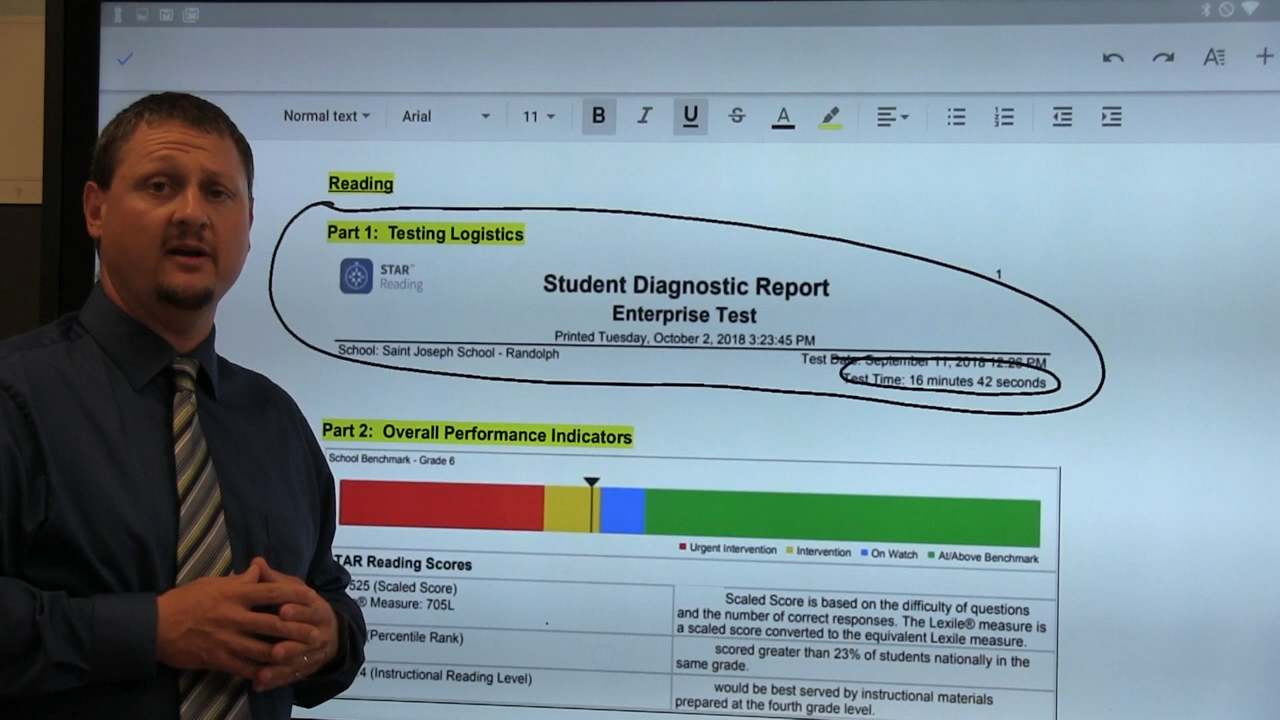 Normal text
Arial
11
B I U S A
Reading
Part 1: Testing Logistics
1
STAR™
Reading
Student Diagnostic Report
Enterprise Test
Printed Tuesday, October 2, 2018 3:23:45 PM
School: Saint Joseph School - Randolph
Test Date: September 11, 2018 12:26 PM
Test Time: 16 minutes 42 seconds
Part 2: Overall Performance Indicators
School Benchmark - Grade 6
Urgent Intervention Intervention On Watch At/Above Benchmark
TAR Reading Scores
525 (Scaled Score)
® Measure: 705L
Scaled Score is based on the difficulty of questions
and the number of correct responses. The Lexile® measure is
a scaled score converted to the equivalent Lexile measure.
(Percentile Rank)
scored greater than 23% of students nationally in the
same grade.
4 (Instructional Reading Level)
would be best served by instructional materials
prepared at the fourth grade level.